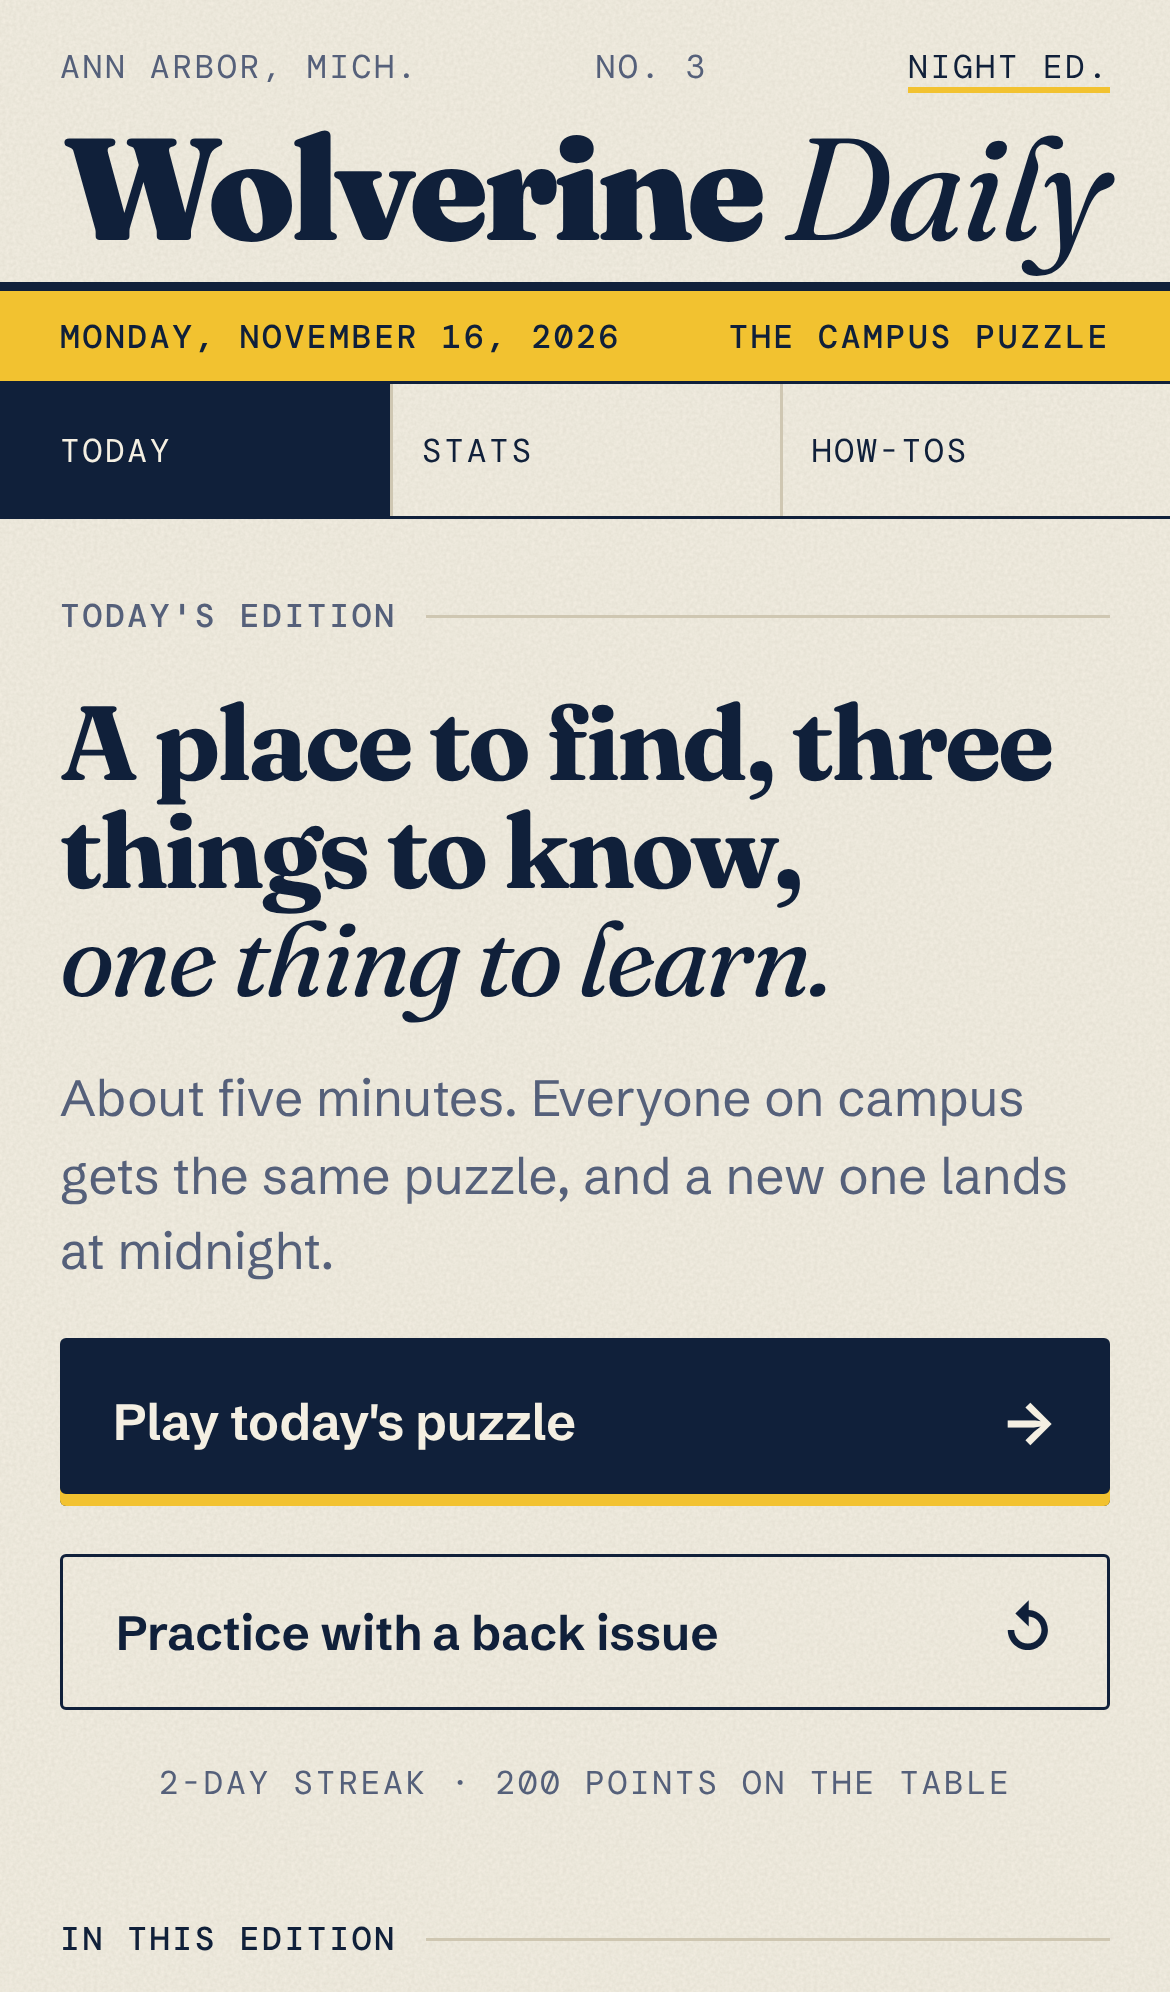 ANN ARBOR, MICH. NO. 3 NIGHT ED.
Wolverine Daily
MONDAY, NOVEMBER 16, 2026 THE CAMPUS PUZZLE
TODAY STATS HOW-TOS
TODAY'S EDITION
A place to find, three
things to know,
one thing to learn.
About five minutes. Everyone on campus
gets the same puzzle, and a new one lands
at midnight.
Play today's puzzle →
Practice with a back issue
2-DAY STREAK · 200 POINTS ON THE TABLE
IN THIS EDITION